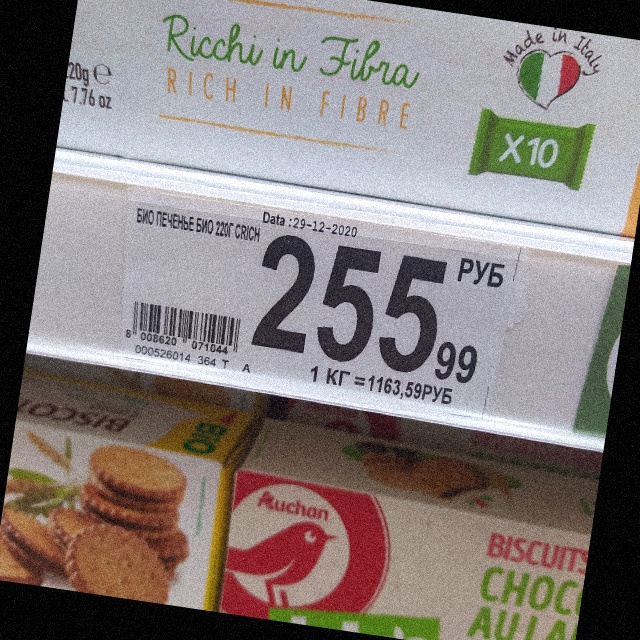 Ricchi in Fibra
RICH IN FIBRE
20g ℮
7.76 oz
Made in Italy
X10
БИО ПЕЧЕНЬЕ БИО 220Г CRICH
Data :29-12-2020
255 99
РУБ
8 008620 071044
000526014 364 T A
1 КГ =1163,59РУБ
BISCOT
BIO
Auchan
BISCUITS
CHOC
AU LA